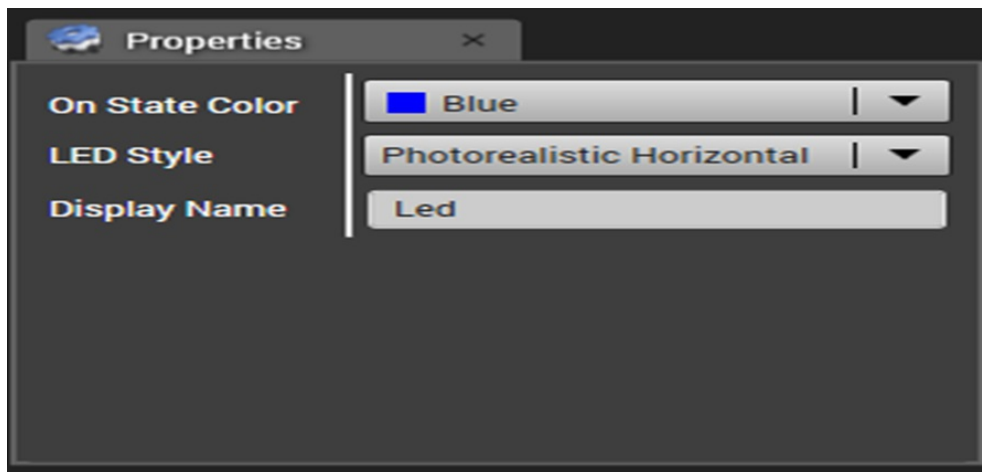 Properties
On State Color Blue
LED Style Photorealistic Horizontal
Display Name Led